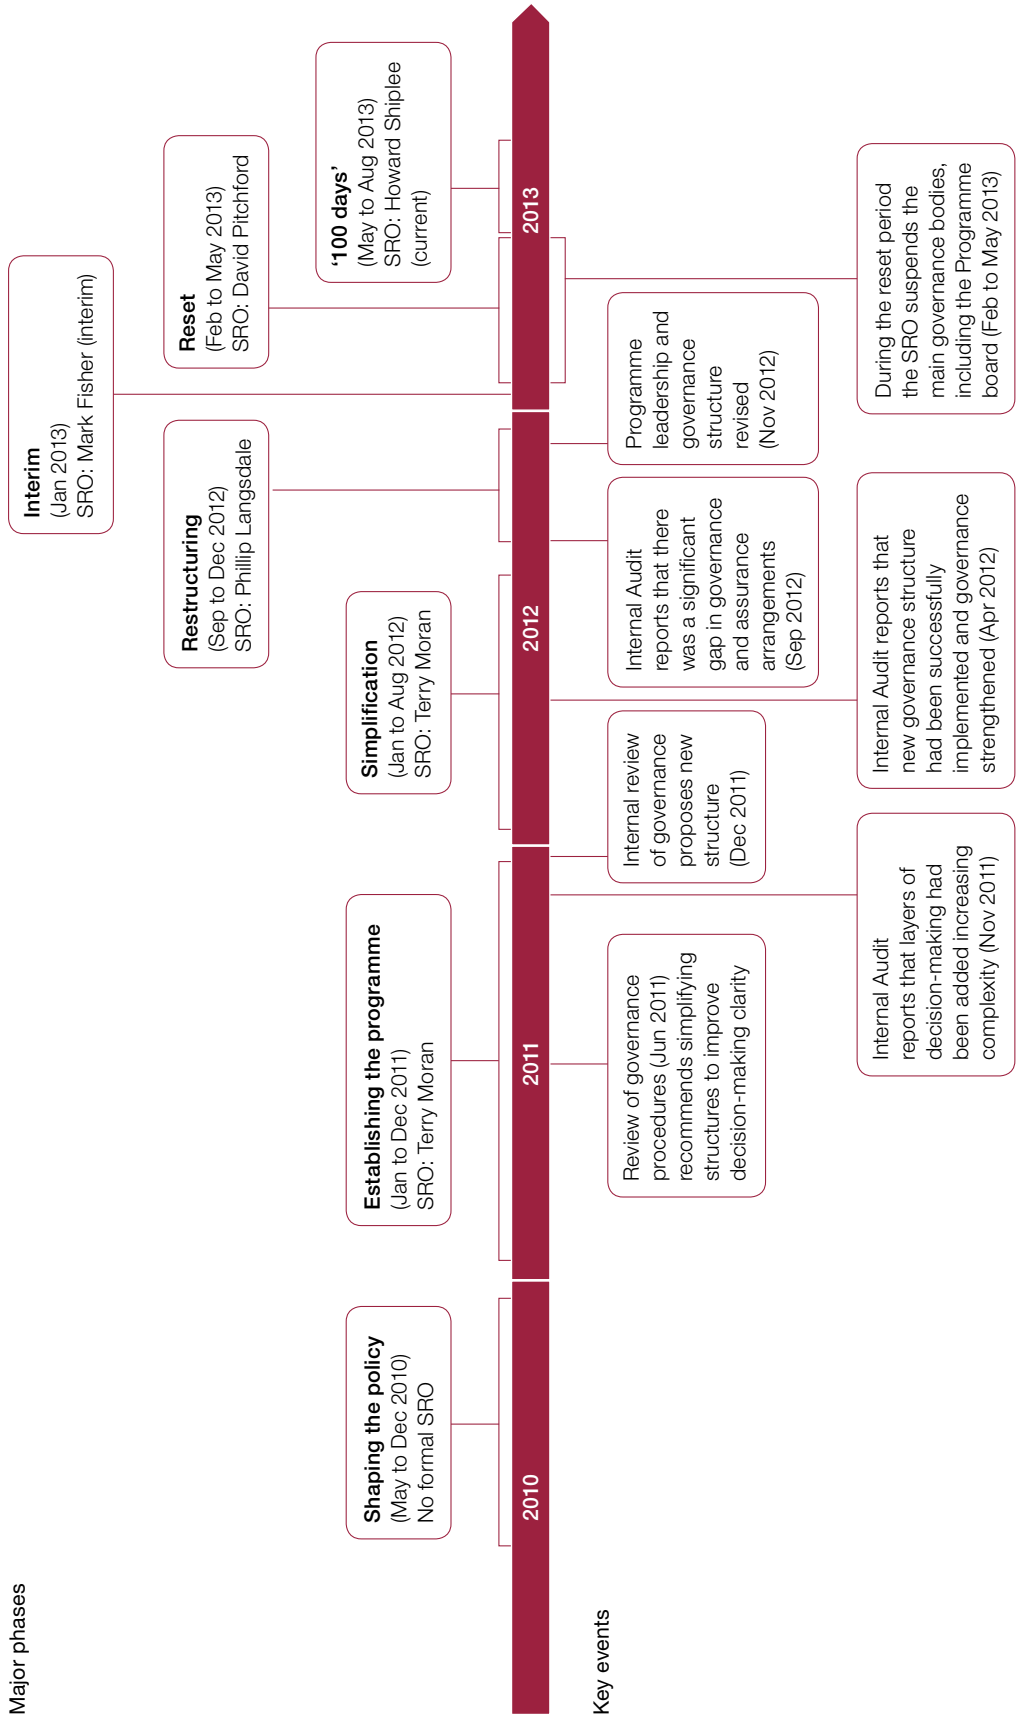 Major phases
Interim
(Jan 2013)
SRO: Mark Fisher (interim)
Restructuring
(Sep to Dec 2012)
SRO: Phillip Langsdale
Reset
(Feb to May 2013)
SRO: David Pitchford
Shaping the policy
(May to Dec 2010)
No formal SRO
Establishing the programme
(Jan to Dec 2011)
SRO: Terry Moran
Simplification
(Jan to Aug 2012)
SRO: Terry Moran
‘100 days’
(May to Aug 2013)
SRO: Howard Shiplee
(current)
2010
2011
2012
2013
Key events
Review of governance
procedures (Jun 2011)
recommends simplifying
structures to improve
decision-making clarity
Internal review
of governance
proposes new
structure
(Dec 2011)
Internal Audit
reports that there
was a significant
gap in governance
and assurance
arrangements
(Sep 2012)
Programme
leadership and
governance
structure
revised
(Nov 2012)
Internal Audit
reports that layers of
decision-making had
been added increasing
complexity (Nov 2011)
Internal Audit reports that
new governance structure
had been successfully
implemented and governance
strengthened (Apr 2012)
During the reset period
the SRO suspends the
main governance bodies,
including the Programme
board (Feb to May 2013)